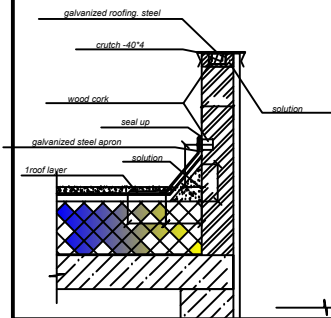 galvanized roofing. steel
crutch -40*4
wood cork
solution
seal up
galvanized steel apron
solution
1roof layer